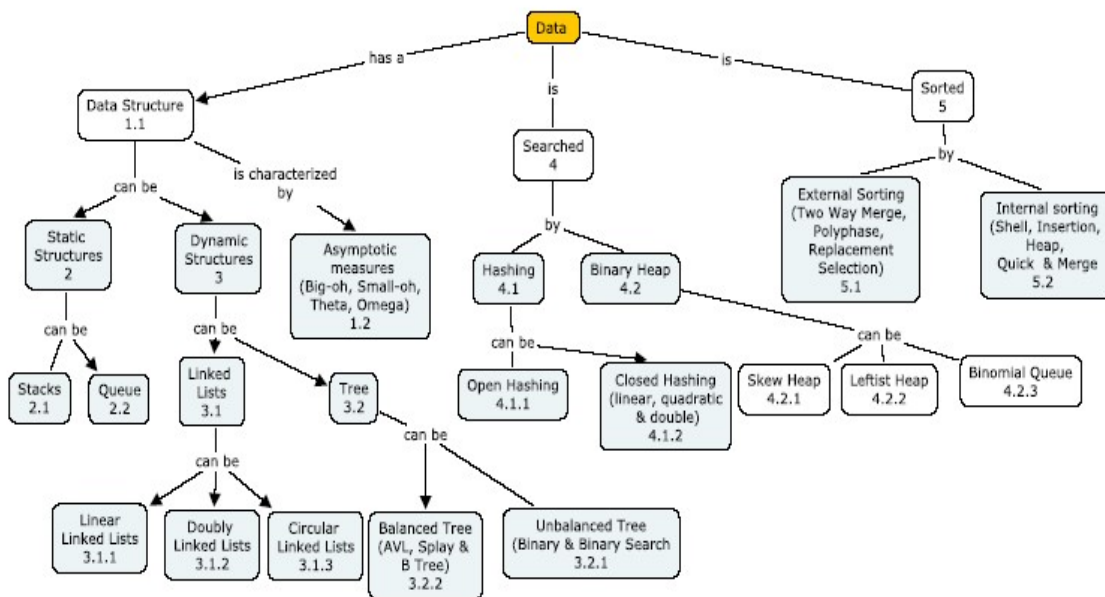 Data
has a
is
is
Data Structure
1.1
Searched
4
Sorted
5
can be
is characterized
by
by
by
Static
Structures
2
Dynamic
Structures
3
Asymptotic
measures
(Big-oh, Small-oh,
Theta, Omega)
1.2
Hashing
4.1
Binary Heap
4.2
External Sorting
(Two Way Merge,
Polyphase,
Replacement
Selection)
5.1
Internal sorting
(Shell, Insertion,
Heap,
Quick & Merge
5.2
can be
can be
can be
can be
Stacks
2.1
Queue
2.2
Linked
Lists
3.1
Tree
3.2
Open Hashing
4.1.1
Closed Hashing
(linear, quadratic
& double)
4.1.2
Skew Heap
4.2.1
Leftist Heap
4.2.2
Binomial Queue
4.2.3
can be
can be
Linear
Linked Lists
3.1.1
Doubly
Linked Lists
3.1.2
Circular
Linked Lists
3.1.3
Balanced Tree
(AVL, Splay &
B Tree)
3.2.2
Unbalanced Tree
(Binary & Binary Search
3.2.1